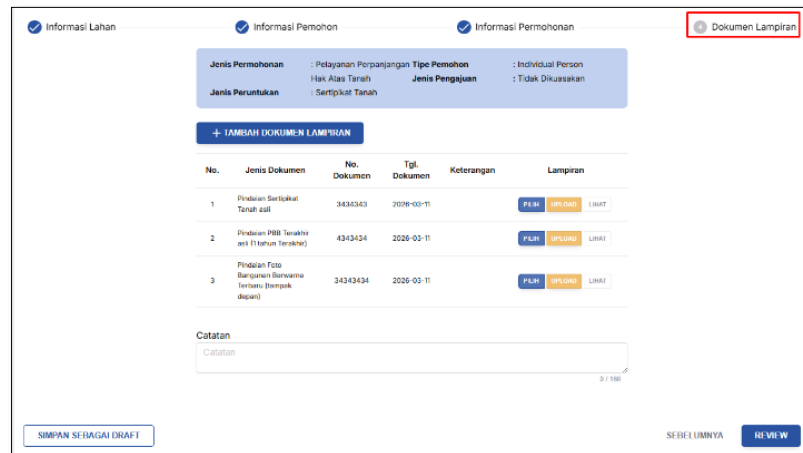 Informasi Lahan
Informasi Pemohon
Informasi Permohonan
4 Dokumen Lampiran
Jenis Permohonan : Pelayanan Perpanjangan Tipe Pemohon : Individual Person
Hak Atas Tanah Jenis Pengajuan : Tidak Dikuasakan
Jenis Peruntukan : Sertipikat Tanah
+ TAMBAH DOKUMEN LAMPIRAN
No. Jenis Dokumen No. Dokumen Tgl. Dokumen Keterangan Lampiran
1 Pindaian Sertipikat Tanah asli 3434343 2026-03-11 PILIH UPLOAD LIHAT
2 Pindaian PBB Terakhir asli (1 tahun Terakhir) 4343434 2026-03-11 PILIH UPLOAD LIHAT
3 Pindaian Foto Bangunan Berwarna Terbaru (tampak depan) 34343434 2026-03-11 PILIH UPLOAD LIHAT
Catatan
Catatan
0 / 160
SIMPAN SEBAGAI DRAFT
SEBELUMNYA
REVIEW